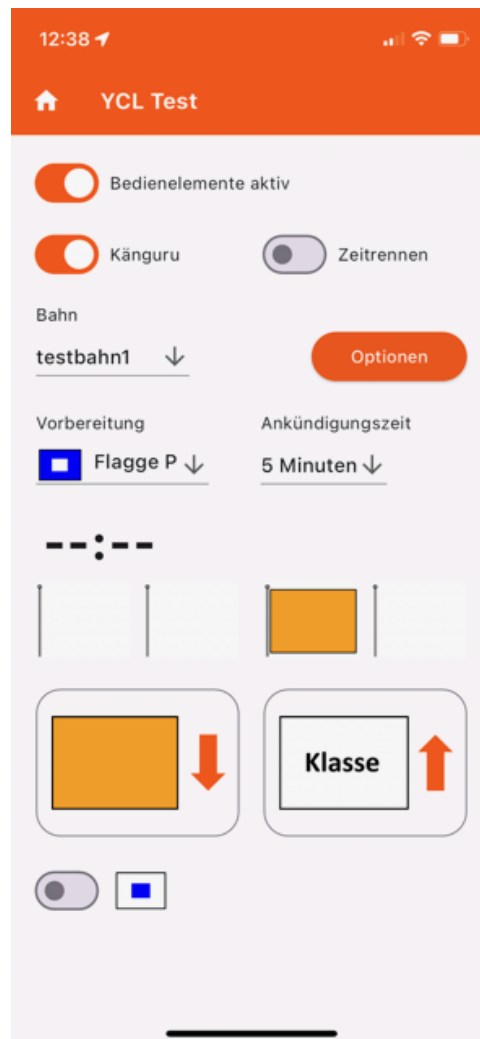 12:38
YCL Test
Bedienelemente aktiv
Känguru
Zeitrennen
Bahn
testbahn1
Optionen
Vorbereitung
Ankündigungszeit
Flagge P
5 Minuten
--:--
Klasse